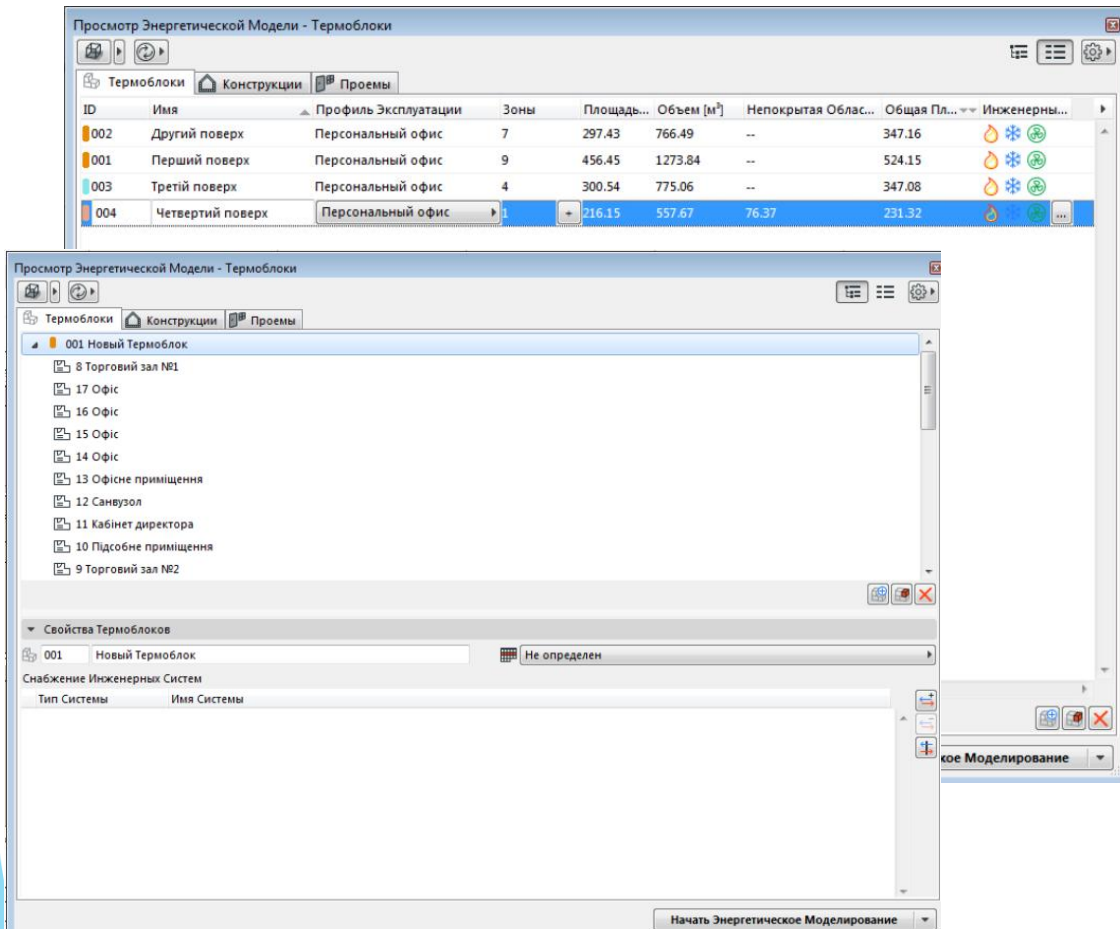 Просмотр Энергетической Модели - Термоблоки
Термоблоки Конструкции Проемы
ID Имя Профиль Эксплуатации Зоны Площадь... Объем [м³] Непокрытая Облас... Общая Пл... Инженерны...
002 Другий поверх Персональный офис 7 297.43 766.49 -- 347.16
001 Перший поверх Персональный офис 9 456.45 1273.84 -- 524.15
003 Третій поверх Персональный офис 4 300.54 775.06 -- 347.08
004 Четвертий поверх Персональный офис 1 + 216.15 557.67 76.37 231.32 ...
Просмотр Энергетической Модели - Термоблоки
Термоблоки Конструкции Проемы
001 Новый Термоблок
8 Торговий зал №1
17 Офіс
16 Офіс
15 Офіс
14 Офіс
13 Офісне приміщення
12 Санвузол
11 Кабінет директора
10 Підсобне приміщення
9 Торговий зал №2
Свойства Термоблоков
001 Новый Термоблок Не определен
Снабжение Инженерных Систем
Тип Системы Имя Системы
кое Моделирование
Начать Энергетическое Моделирование